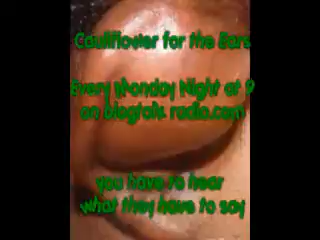 Cauliflower for the Ears
Every Monday Night at 9
on blogtalk radio.com
you have to hear
what they have to say